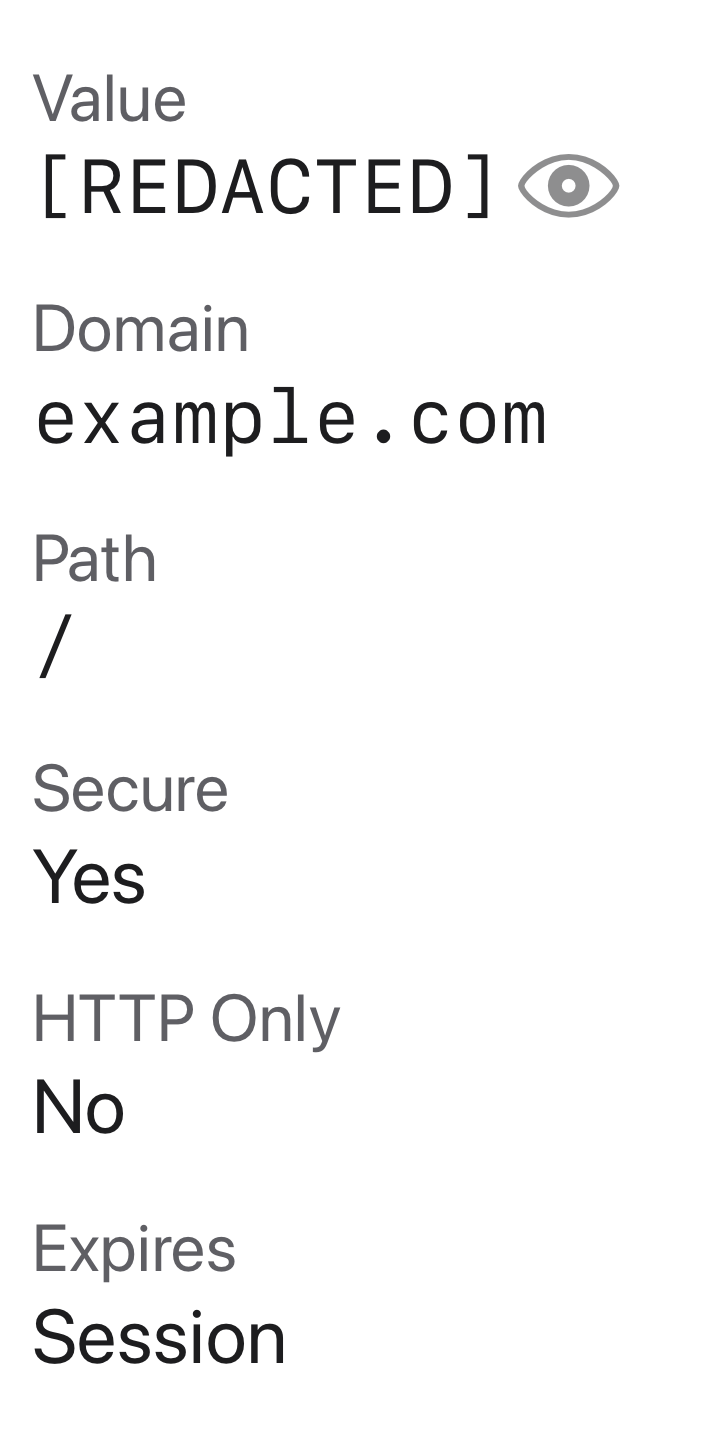 Value
[REDACTED]
Domain
example.com
Path
/
Secure
Yes
HTTP Only
No
Expires
Session